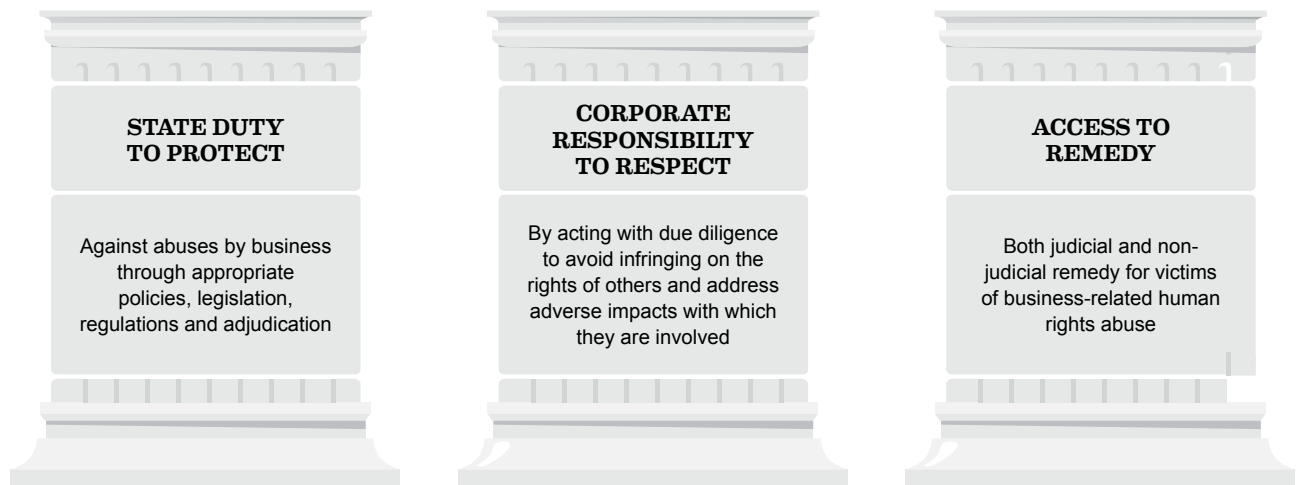 STATE DUTY
TO PROTECT
Against abuses by business
through appropriate
policies, legislation,
regulations and adjudication
CORPORATE
RESPONSIBILTY
TO RESPECT
By acting with due diligence
to avoid infringing on the
rights of others and address
adverse impacts with which
they are involved
ACCESS TO
REMEDY
Both judicial and non-
judicial remedy for victims
of business-related human
rights abuse